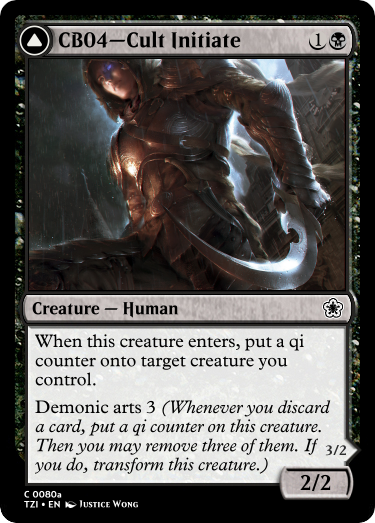 CB04—Cult Initiate 1
Creature — Human
When this creature enters, put a qi
counter onto target creature you
control.
Demonic arts 3 (Whenever you discard
a card, put a qi counter on this creature.
Then you may remove three of them. If
you do, transform this creature.)
3/2
2/2
C 0080a
TZI • EN Justice Wong